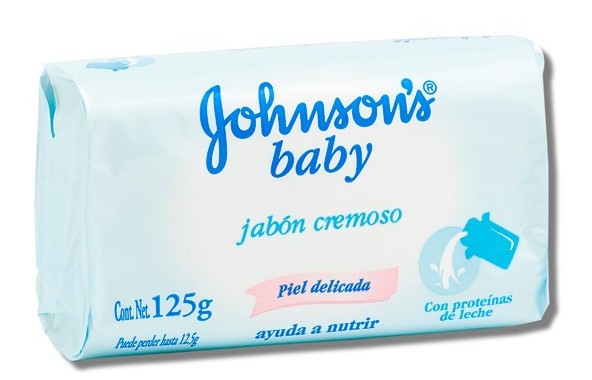 Johnson's®
baby
jabón cremoso
Piel delicada
ayuda a nutrir
Cont. Net. 125g
Puede perder hasta 12.5g
Con proteínas
de leche